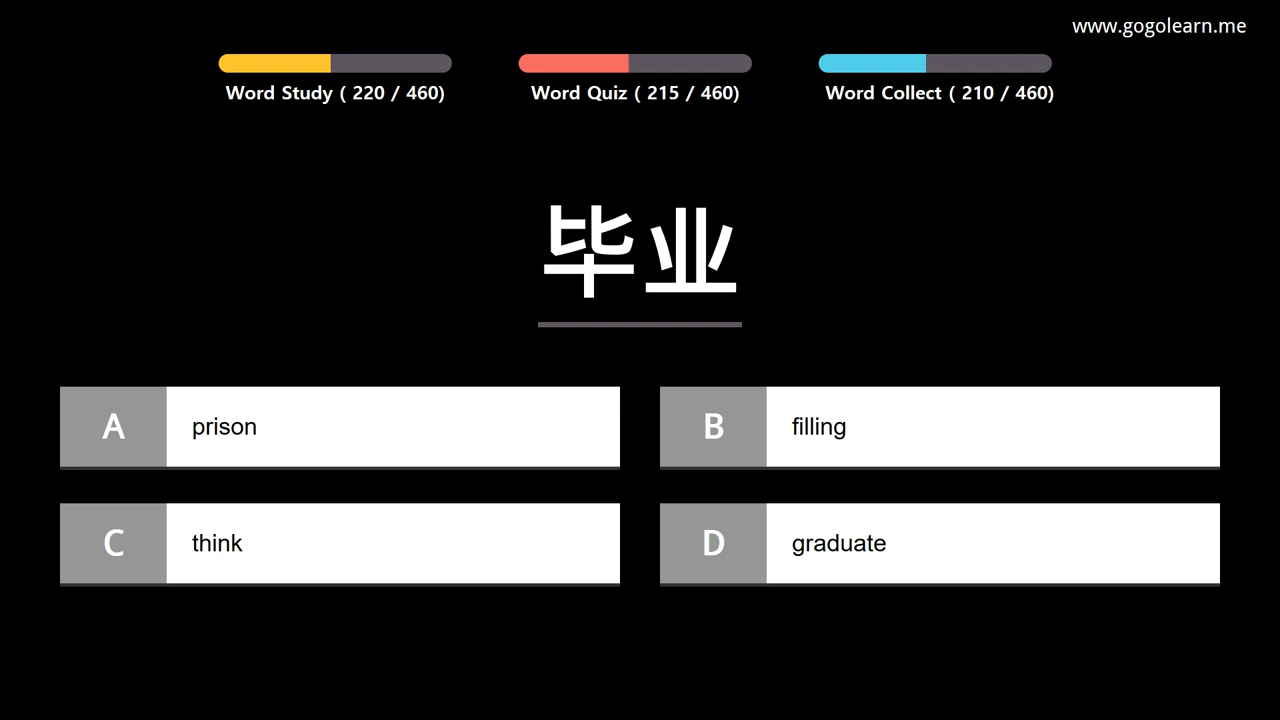 www.gogolearn.me
Word Study ( 220 / 460)
Word Quiz ( 215 / 460)
Word Collect ( 210 / 460)
毕业
A prison
B filling
C think
D graduate